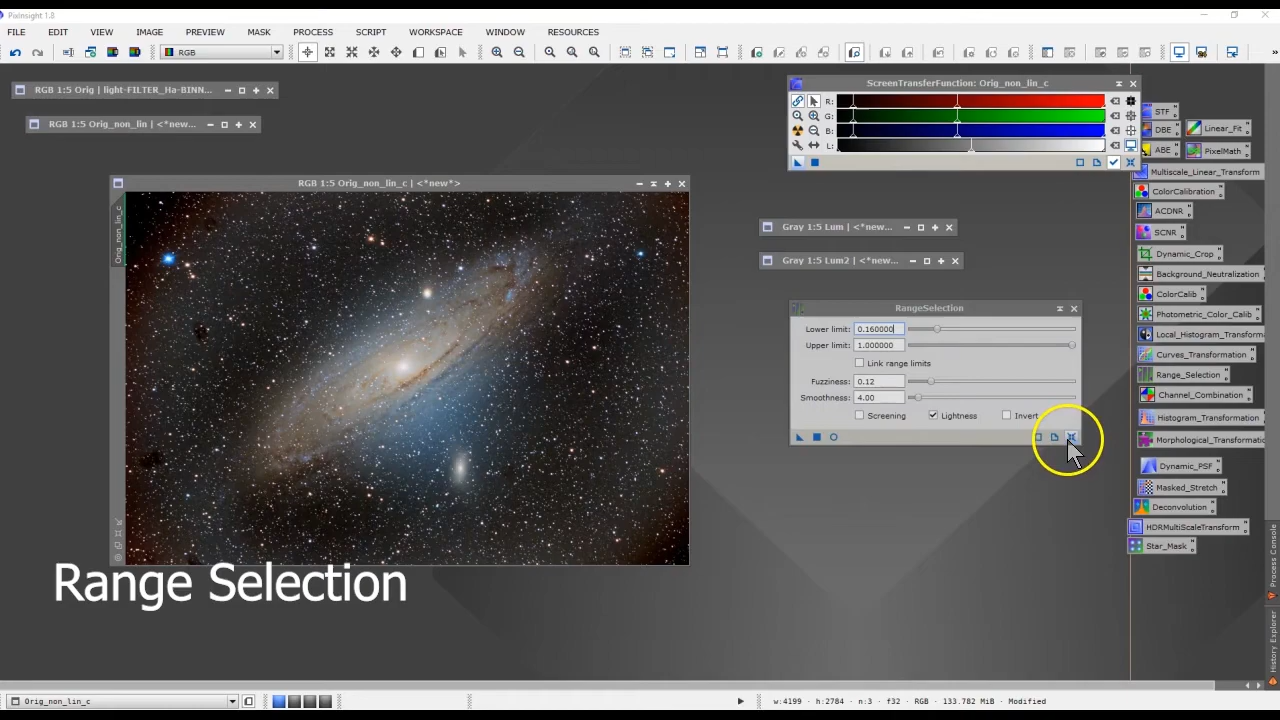 PixInsight 1.8
FILE EDIT VIEW IMAGE PREVIEW MASK PROCESS SCRIPT WORKSPACE WINDOW RESOURCES
RGB
RGB 1:5 Orig | light-FILTER_Ha-BINN...
RGB 1:5 Orig_non_lin | <*new...
RGB 1:5 Orig_non_lin_c | <*new*>
Orig_non_lin_c
ScreenTransferFunction: Orig_non_lin_c
R:
G:
B:
L:
Gray 1:5 Lum | <*new...
Gray 1:5 Lum2 | <*new...
RangeSelection
Lower limit: 0.160000
Upper limit: 1.000000
Link range limits
Fuzziness: 0.12
Smoothness: 4.00
Screening Lightness Invert
STF
DBE Linear_Fit
ABE PixelMath
Multiscale_Linear_Transform
ColorCalibration
ACDNR
SCNR
Dynamic_Crop
Background_Neutralization
ColorCalib
Photometric_Color_Calib
Local_Histogram_Transform
Curves_Transformation
Range_Selection
Channel_Combination
Histogram_Transformation
Morphological_Transformatio
Dynamic_PSF
Masked_Stretch
Deconvolution
HDRMultiScaleTransform
Star_Mask
Process Console
History Explorer
Range Selection
Orig_non_lin_c
w:4199 · h:2784 · n:3 · f32 · RGB · 133.782 MiB · Modified